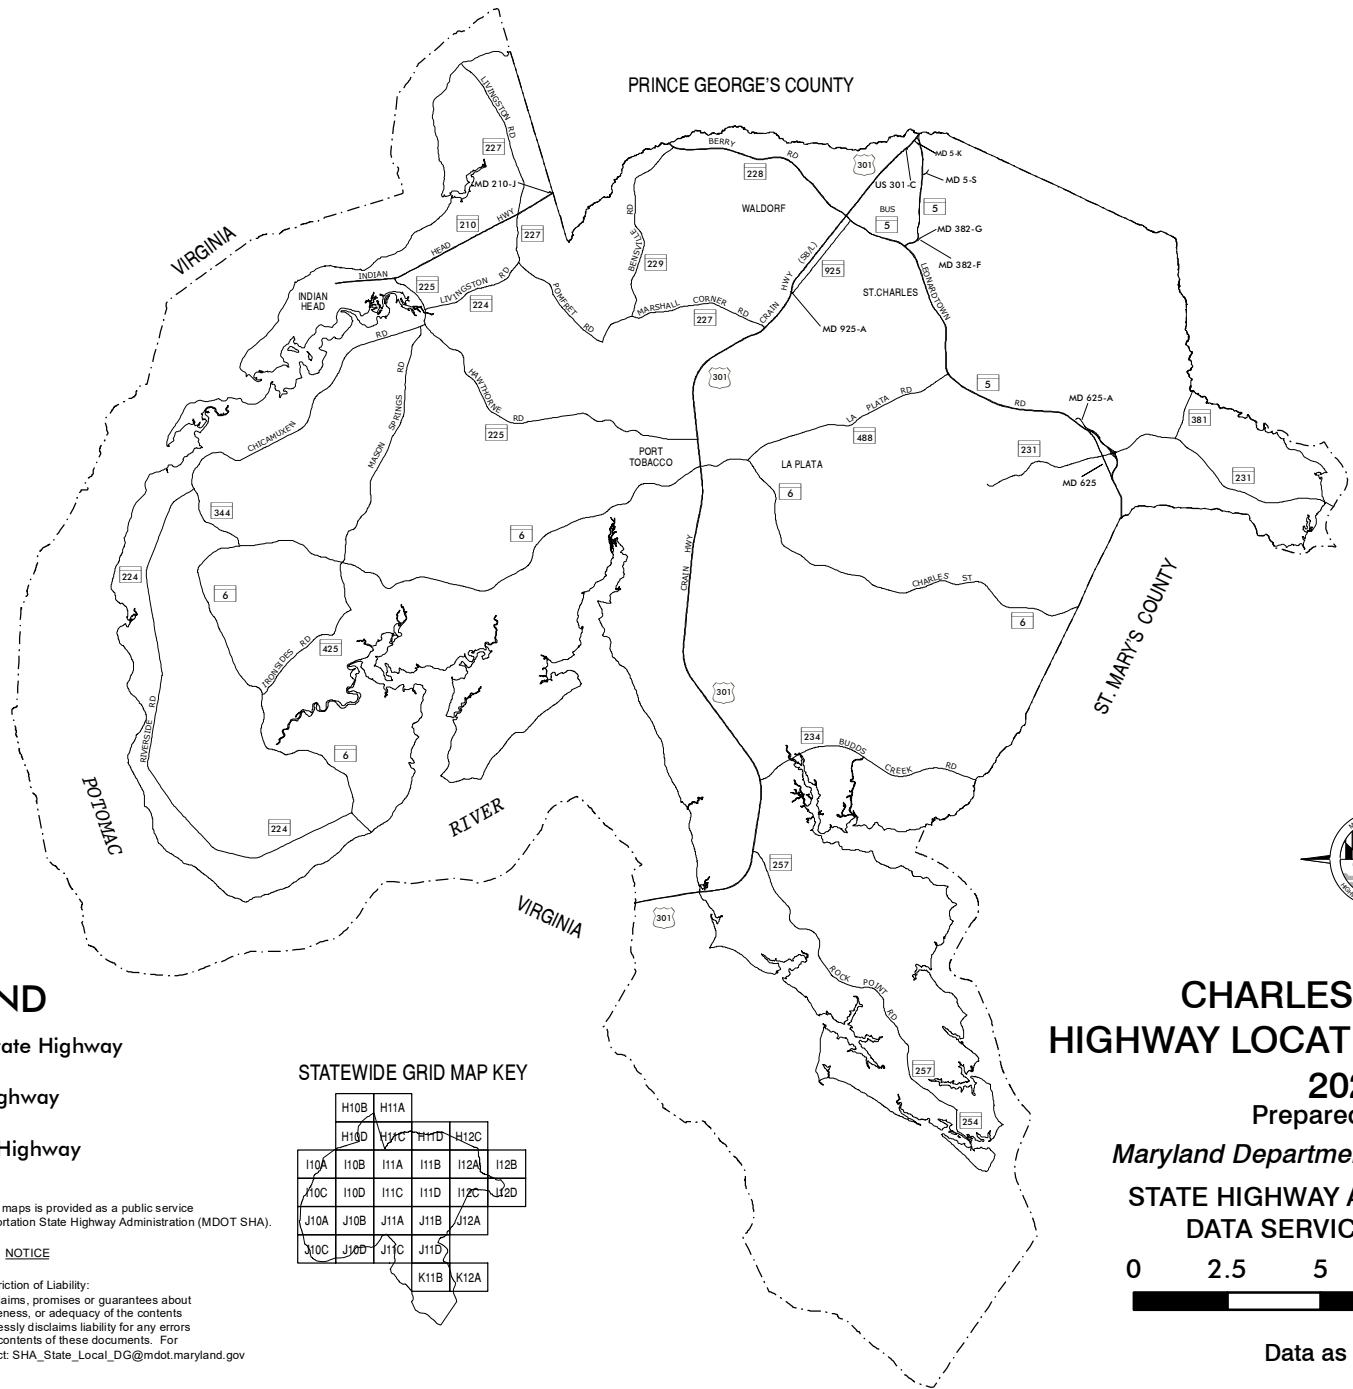 PRINCE GEORGE'S COUNTY
LIVINGSTON RD
227
MD 210-J
210
INDIAN HEAD HWY
227
VIRGINIA
INDIAN
HEAD
225
LIVINGSTON RD
224
BERRY RD
228
301
MD 5-K
US 301-C
MD 5-S
WALDORF
BUS
5
5
MD 382-G
MD 382-F
BENSVILLE RD
229
925
ST.CHARLES
LEONARDTOWN RD
POMFRET RD
MARSHALL CORNER RD
227
CRAIN HWY (SB/L)
MD 925-A
301
CHICAMUXEN RD
MASON SPRINGS RD
HAWTHORNE RD
225
PORT
TOBACCO
LA PLATA RD
488
5
MD 625-A
231
381
231
MD 625
LA PLATA
6
344
6
224
6
CRAIN HWY
CHARLES ST
6
IRONSIDES RD
425
ST. MARY'S COUNTY
RIVERSIDE RD
301
234
BUDDS CREEK RD
6
POTOMAC
RIVER
224
257
VIRGINIA
301
ROCK POINT RD
257
254
ND
ate Highway
ghway
Highway
maps is provided as a public service
ortation State Highway Administration (MDOT SHA).
NOTICE
riction of Liability:
aims, promises or guarantees about
eness, or adequacy of the contents
essly disclaims liability for any errors
contents of these documents. For
ct: SHA_State_Local_DG@mdot.maryland.gov
STATEWIDE GRID MAP KEY
H10B H11A
H10D H11C H11D H12C
I10A I10B I11A I11B I12A I12B
I10C I10D I11C I11D I12C I12D
J10A J10B J11A J11B J12A
J10C J10D J11C J11D
K11B K12A
CHARLES
HIGHWAY LOCAT
202
Prepared
Maryland Departme
STATE HIGHWAY A
DATA SERVIC
0 2.5 5
Data as